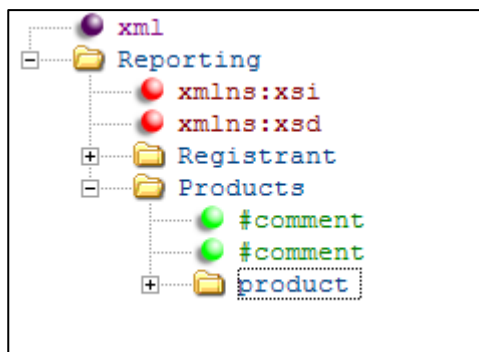 xml
Reporting
xmlns:xsi
xmlns:xsd
Registrant
Products
#comment
#comment
product